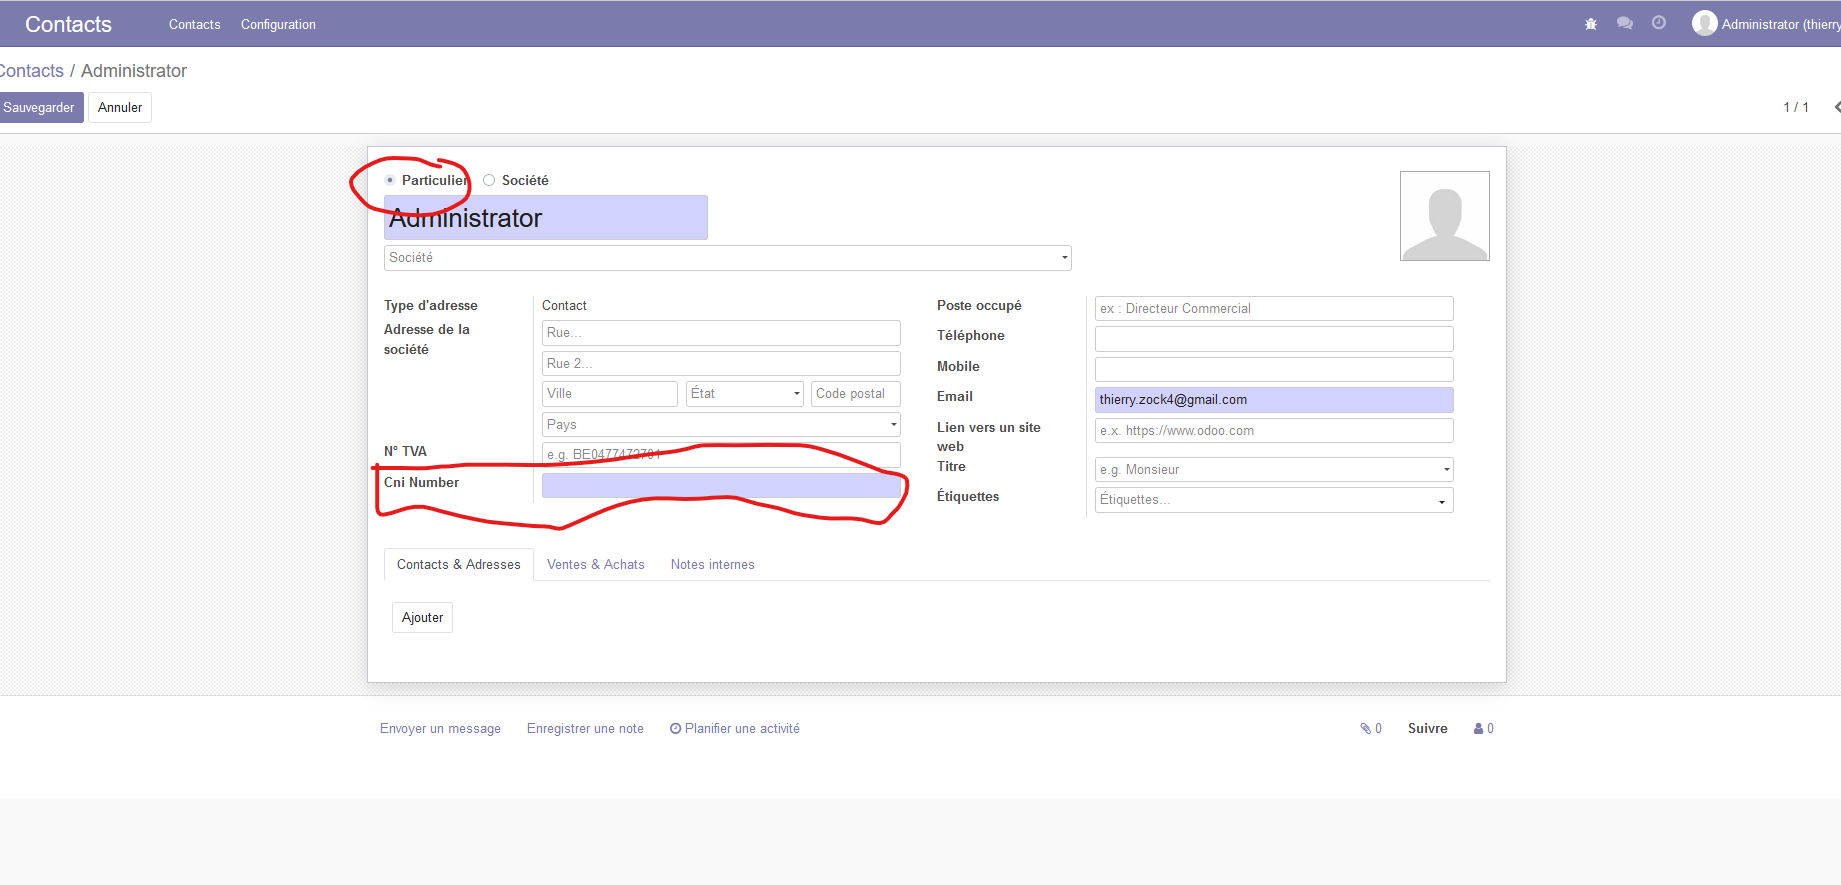 Contacts Contacts Configuration Administrator (thierry
Contacts / Administrator
Sauvegarder Annuler 1 / 1
Particulier Société
Administrator
Société
Type d'adresse Contact
Adresse de la société
Rue...
Rue 2...
Ville État Code postal
Pays
N° TVA e.g. BE0477472701
Cni Number
Poste occupé ex : Directeur Commercial
Téléphone
Mobile
Email thierry.zock4@gmail.com
Lien vers un site web e.x. https://www.odoo.com
Titre e.g. Monsieur
Étiquettes Étiquettes...
Contacts & Adresses Ventes & Achats Notes internes
Ajouter
Envoyer un message Enregistrer une note Planifier une activité 0 Suivre 0